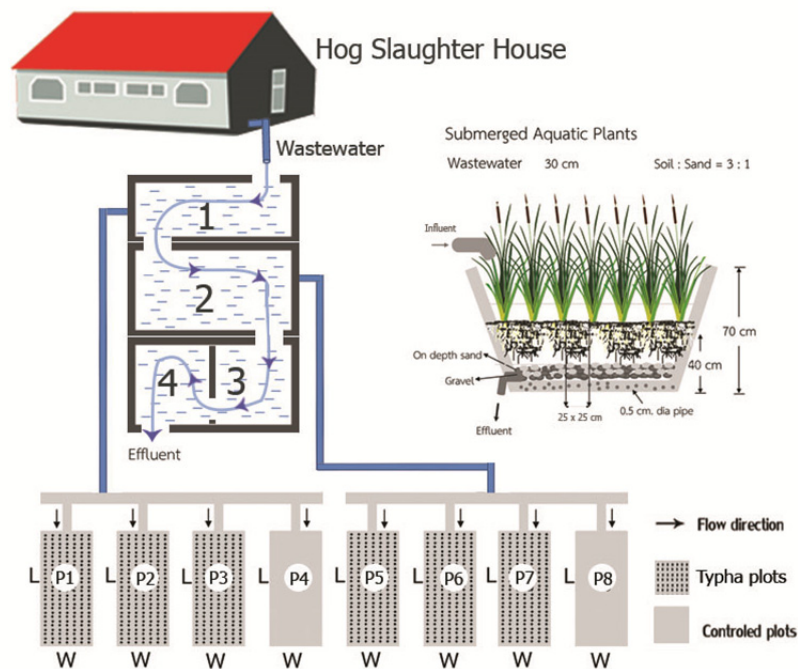 Hog Slaughter House
Wastewater
1
2
4 3
Effluent
Submerged Aquatic Plants
Wastewater 30 cm Soil : Sand = 3 : 1
Influent
70 cm
40 cm
On depth sand
Gravel
Effluent
25 x 25 cm
0.5 cm. dia pipe
L P1 L P2 L P3 L P4 L P5 L P6 L P7 L P8
W W W W W W W W
Flow direction
Typha plots
Controled plots